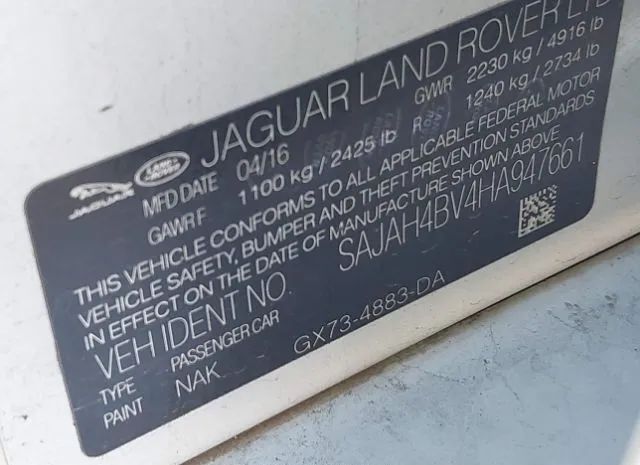 JAGUAR LAND ROVER JAGUAR LAND ROVER LTD
MFD DATE 04/16 GVWR 2230 kg / 4916 lb
GAWR F 1100 kg / 2425 lb R 1240 kg / 2734 lb
THIS VEHICLE CONFORMS TO ALL APPLICABLE FEDERAL MOTOR
VEHICLE SAFETY, BUMPER AND THEFT PREVENTION STANDARDS
IN EFFECT ON THE DATE OF MANUFACTURE SHOWN ABOVE
VEH IDENT NO. SAJAH4BV4HA947661
TYPE PASSENGER CAR
PAINT NAK GX73-4883-DA